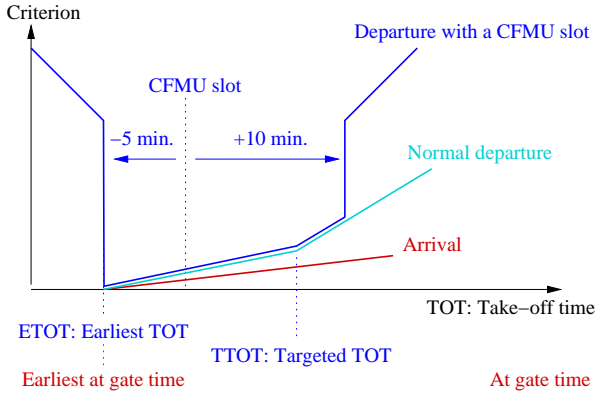 Criterion
Departure with a CFMU slot
CFMU slot
−5 min.
+10 min.
Normal departure
Arrival
TOT: Take−off time
ETOT: Earliest TOT
TTOT: Targeted TOT
Earliest at gate time
At gate time